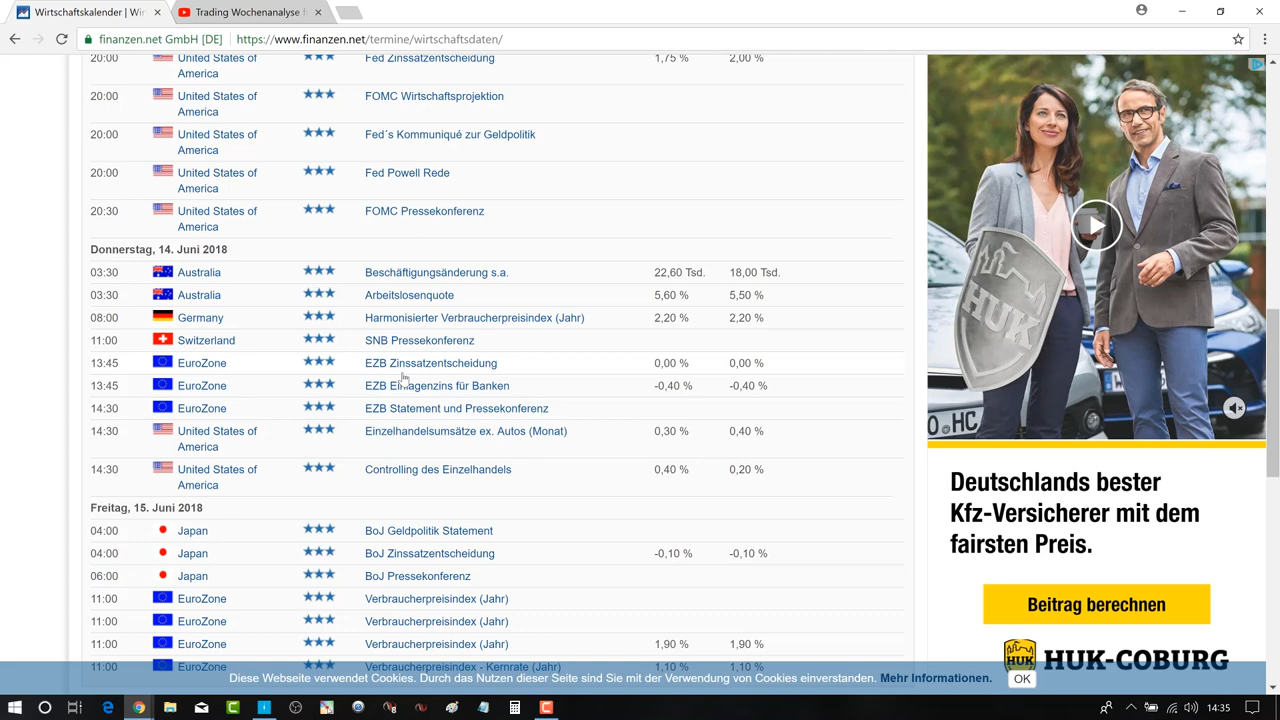 Wirtschaftskalender | Wir
Trading Wochenanalyse f
finanzen.net GmbH [DE] https://www.finanzen.net/termine/wirtschaftsdaten/
20:00 United States of America Fed Zinssatzentscheidung 1,75 % 2,00 %
20:00 United States of America FOMC Wirtschaftsprojektion
20:00 United States of America Fed´s Kommuniqué zur Geldpolitik
20:00 United States of America Fed Powell Rede
20:30 United States of America FOMC Pressekonferenz
Donnerstag, 14. Juni 2018
03:30 Australia Beschäftigungsänderung s.a. 22,60 Tsd. 18,00 Tsd.
03:30 Australia Arbeitslosenquote 5,60 % 5,50 %
08:00 Germany Harmonisierter Verbraucherpreisindex (Jahr) 2,20 % 2,20 %
11:00 Switzerland SNB Pressekonferenz
13:45 EuroZone EZB Zinssatzentscheidung 0,00 % 0,00 %
13:45 EuroZone EZB Einlagenzins für Banken -0,40 % -0,40 %
14:30 EuroZone EZB Statement und Pressekonferenz
14:30 United States of America Einzelhandelsumsätze ex. Autos (Monat) 0,30 % 0,40 %
14:30 United States of America Controlling des Einzelhandels 0,40 % 0,20 %
Freitag, 15. Juni 2018
04:00 Japan BoJ Geldpolitik Statement
04:00 Japan BoJ Zinssatzentscheidung -0,10 % -0,10 %
06:00 Japan BoJ Pressekonferenz
11:00 EuroZone Verbraucherpreisindex (Jahr)
11:00 EuroZone Verbraucherpreisindex (Jahr)
11:00 EuroZone Verbraucherpreisindex (Jahr) 1,90 % 1,90 %
11:00 EuroZone Verbraucherpreisindex - Kernrate (Jahr) 1,10 % 1,10 %
HUK
HO
Deutschlands bester
Kfz-Versicherer mit dem
fairsten Preis.
Beitrag berechnen
HUK HUK-COBURG
Diese Webseite verwendet Cookies. Durch das Nutzen dieser Seite sind Sie mit der Verwendung von Cookies einverstanden. Mehr Informationen. OK
14:35